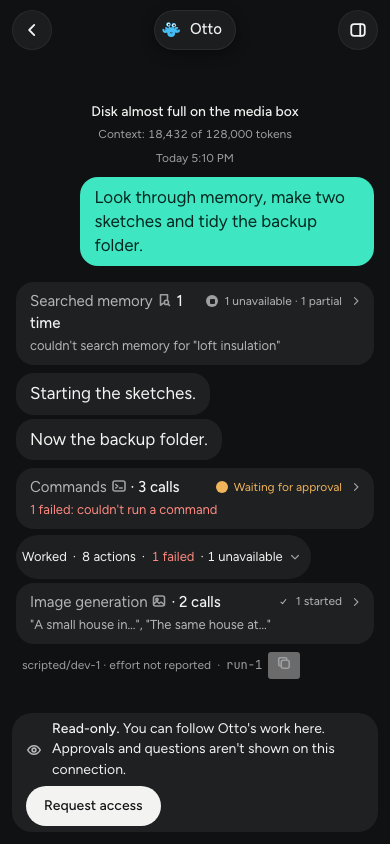 Otto
Disk almost full on the media box
Context: 18,432 of 128,000 tokens
Today 5:10 PM
Look through memory, make two
sketches and tidy the backup
folder.
Searched memory 1 time
1 unavailable · 1 partial
couldn't search memory for "loft insulation"
Starting the sketches.
Now the backup folder.
Commands · 3 calls
Waiting for approval
1 failed: couldn't run a command
Worked · 8 actions · 1 failed · 1 unavailable
Image generation · 2 calls
1 started
"A small house in…", "The same house at…"
scripted/dev-1 · effort not reported · run-1
Read-only. You can follow Otto's work here.
Approvals and questions aren't shown on this
connection.
Request access